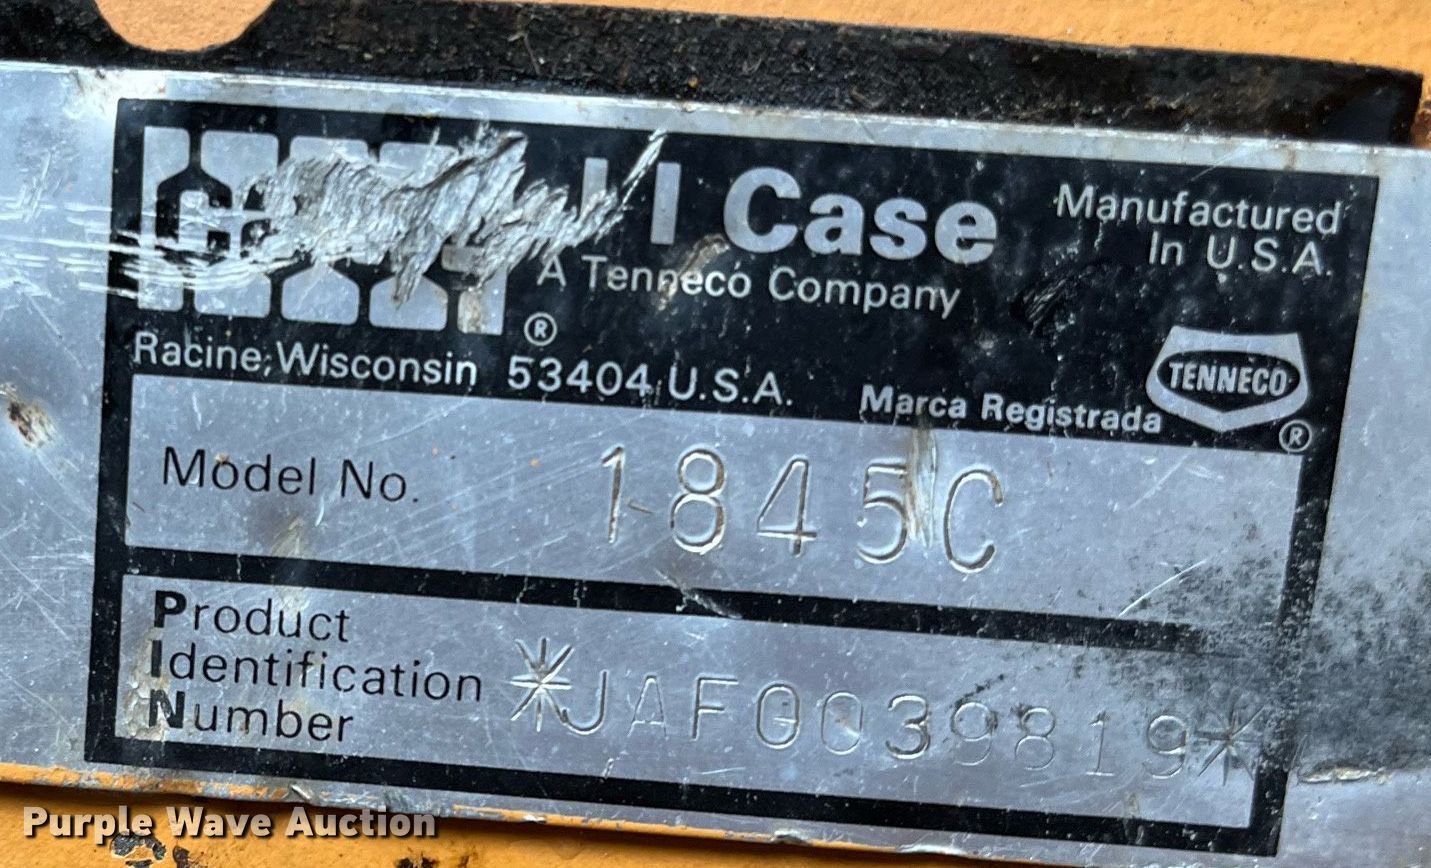 J I Case
A Tenneco Company
Manufactured
In U.S.A.
Racine, Wisconsin 53404 U.S.A.
Marca Registrada
TENNECO
®
®
Model No. 1845C
Product
Identification
Number
*JAF0039819*
Purple Wave Auction